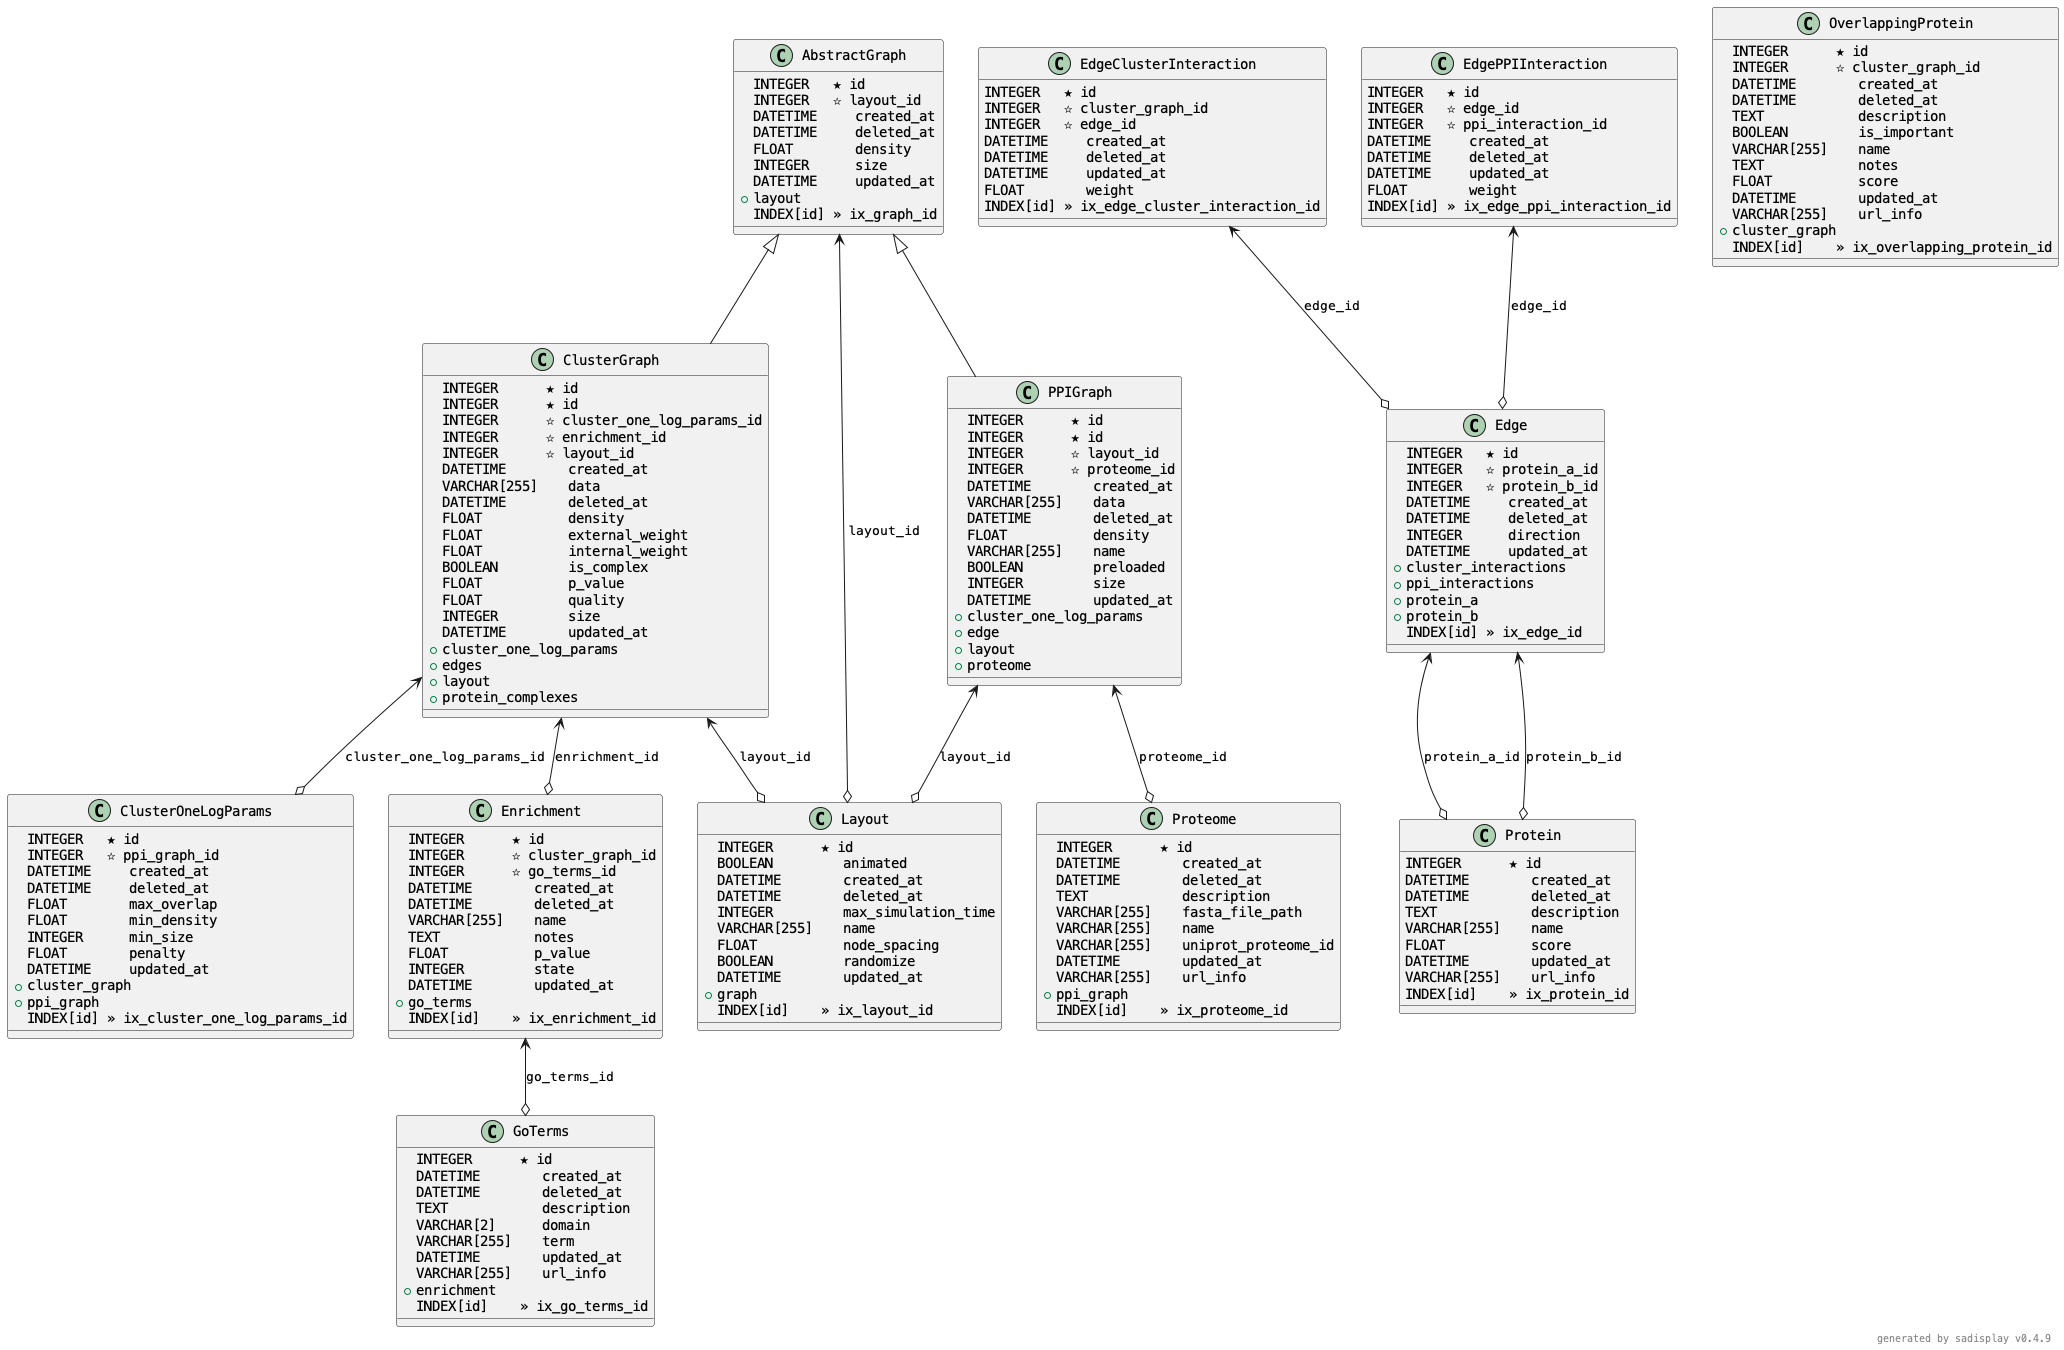 C AbstractGraph
INTEGER ★ id
INTEGER ☆ layout_id
DATETIME created_at
DATETIME deleted_at
FLOAT density
INTEGER size
DATETIME updated_at
layout
INDEX[id] » ix_graph_id
C EdgeClusterInteraction
INTEGER ★ id
INTEGER ☆ cluster_graph_id
INTEGER ☆ edge_id
DATETIME created_at
DATETIME deleted_at
DATETIME updated_at
FLOAT weight
INDEX[id] » ix_edge_cluster_interaction_id
C EdgePPIInteraction
INTEGER ★ id
INTEGER ☆ edge_id
INTEGER ☆ ppi_interaction_id
DATETIME created_at
DATETIME deleted_at
DATETIME updated_at
FLOAT weight
INDEX[id] » ix_edge_ppi_interaction_id
C OverlappingProtein
INTEGER ★ id
INTEGER ☆ cluster_graph_id
DATETIME created_at
DATETIME deleted_at
TEXT description
BOOLEAN is_important
VARCHAR[255] name
TEXT notes
FLOAT score
DATETIME updated_at
VARCHAR[255] url_info
cluster_graph
INDEX[id] » ix_overlapping_protein_id
edge_id
edge_id
C ClusterGraph
INTEGER ★ id
INTEGER ★ id
INTEGER ☆ cluster_one_log_params_id
INTEGER ☆ enrichment_id
INTEGER ☆ layout_id
DATETIME created_at
VARCHAR[255] data
DATETIME deleted_at
FLOAT density
FLOAT external_weight
FLOAT internal_weight
BOOLEAN is_complex
FLOAT p_value
FLOAT quality
INTEGER size
DATETIME updated_at
cluster_one_log_params
edges
layout
protein_complexes
layout_id
C PPIGraph
INTEGER ★ id
INTEGER ★ id
INTEGER ☆ layout_id
INTEGER ☆ proteome_id
DATETIME created_at
VARCHAR[255] data
DATETIME deleted_at
FLOAT density
VARCHAR[255] name
BOOLEAN preloaded
INTEGER size
DATETIME updated_at
cluster_one_log_params
edge
layout
proteome
C Edge
INTEGER ★ id
INTEGER ☆ protein_a_id
INTEGER ☆ protein_b_id
DATETIME created_at
DATETIME deleted_at
INTEGER direction
DATETIME updated_at
cluster_interactions
ppi_interactions
protein_a
protein_b
INDEX[id] » ix_edge_id
cluster_one_log_params_id
enrichment_id
layout_id
layout_id
proteome_id
protein_a_id
protein_b_id
C ClusterOneLogParams
INTEGER ★ id
INTEGER ☆ ppi_graph_id
DATETIME created_at
DATETIME deleted_at
FLOAT max_overlap
FLOAT min_density
INTEGER min_size
FLOAT penalty
DATETIME updated_at
cluster_graph
ppi_graph
INDEX[id] » ix_cluster_one_log_params_id
C Enrichment
INTEGER ★ id
INTEGER ☆ cluster_graph_id
INTEGER ☆ go_terms_id
DATETIME created_at
DATETIME deleted_at
VARCHAR[255] name
TEXT notes
FLOAT p_value
INTEGER state
DATETIME updated_at
go_terms
INDEX[id] » ix_enrichment_id
C Layout
INTEGER ★ id
BOOLEAN animated
DATETIME created_at
DATETIME deleted_at
INTEGER max_simulation_time
VARCHAR[255] name
FLOAT node_spacing
BOOLEAN randomize
DATETIME updated_at
graph
INDEX[id] » ix_layout_id
C Proteome
INTEGER ★ id
DATETIME created_at
DATETIME deleted_at
TEXT description
VARCHAR[255] fasta_file_path
VARCHAR[255] name
VARCHAR[255] uniprot_proteome_id
DATETIME updated_at
VARCHAR[255] url_info
ppi_graph
INDEX[id] » ix_proteome_id
C Protein
INTEGER ★ id
DATETIME created_at
DATETIME deleted_at
TEXT description
VARCHAR[255] name
FLOAT score
DATETIME updated_at
VARCHAR[255] url_info
INDEX[id] » ix_protein_id
go_terms_id
C GoTerms
INTEGER ★ id
DATETIME created_at
DATETIME deleted_at
TEXT description
VARCHAR[2] domain
VARCHAR[255] term
DATETIME updated_at
VARCHAR[255] url_info
enrichment
INDEX[id] » ix_go_terms_id
generated by sadisplay v0.4.9